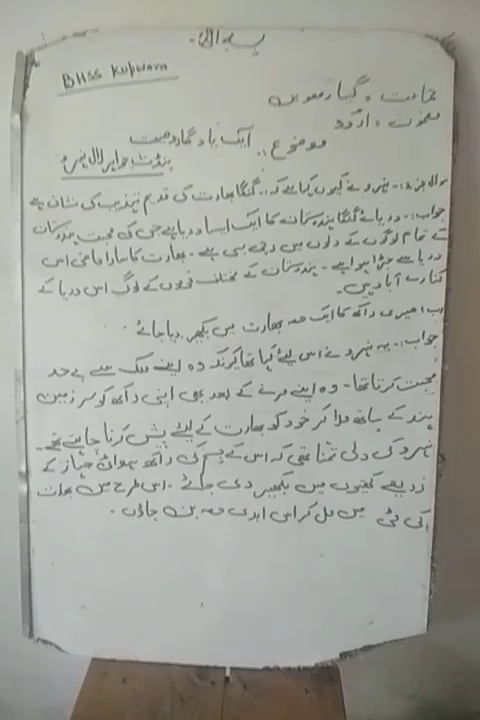 بسم اللہ
BHSS Kupwara
جماعت: گیارھویں
مضمون: اردو
موضوع:: ایک یادگار وصیت
پنڈت جواہر لال نہرو
سوال نہرو نے کیوں کہا ہے کہ: گنگا بھارت کی قدیم تہذیب کی نشان ہے
جواب:۔ دریائے گنگا ہندوستان کا ایک ایسا دریا ہے جس کی محبت ہندوستان
کے تمام لوگوں کے دلوں میں رچی بسی ہے۔ بھارت کا سارا ماضی اس
دریا سے جڑا ہوا ہے۔ ہندوستان کے مختلف قوموں کے لوگ اس دریا کے
کنارے آباد ہیں۔
ب: میری راکھ کا ایک حصہ بھارت میں بکھیر دیا جائے۔
جواب:۔ یہ نہرو نے اس لئے کہا تھا کیونکہ وہ اپنے ملک سے بے حد
محبت کرتا تھا۔ وہ اپنے مرنے کے بعد بھی اپنی راکھ کو سرزمین
ہند کے ساتھ ملا کر خود کو بھارت کے لئے پیش کرنا چاہتے تھے۔
نہرو کی دلی تمنا تھی کہ اس کے جسم کی راکھ ہوائی جہاز کے
ذریعے کھیتوں میں بکھیر دی جائے۔ اس طرح میں بھارت
کی مٹی میں مل کر اس ابدی حصہ بن جاؤں۔